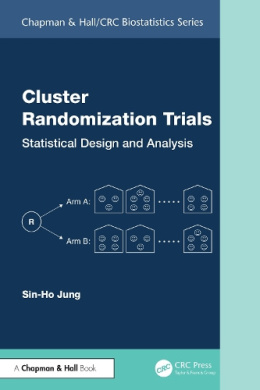 Chapman & Hall/CRC Biostatistics Series
Cluster
Randomization Trials
Statistical Design and Analysis
R
Arm A:
Arm B:
Sin-Ho Jung
A Chapman & Hall Book
CRC Press
Taylor & Francis Group